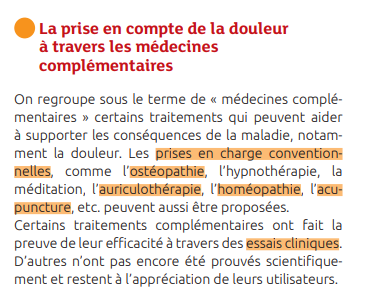 La prise en compte de la douleur
à travers les médecines
complémentaires
On regroupe sous le terme de « médecines complé-
mentaires » certains traitements qui peuvent aider
à supporter les conséquences de la maladie, notam-
ment la douleur. Les prises en charge convention-
nelles, comme l'ostéopathie, l'hypnothérapie, la
méditation, l'auriculothérapie, l'homéopathie, l'acu-
puncture, etc. peuvent aussi être proposées.
Certains traitements complémentaires ont fait la
preuve de leur efficacité à travers des essais cliniques.
D'autres n'ont pas encore été prouvés scientifique-
ment et restent à l'appréciation de leurs utilisateurs.